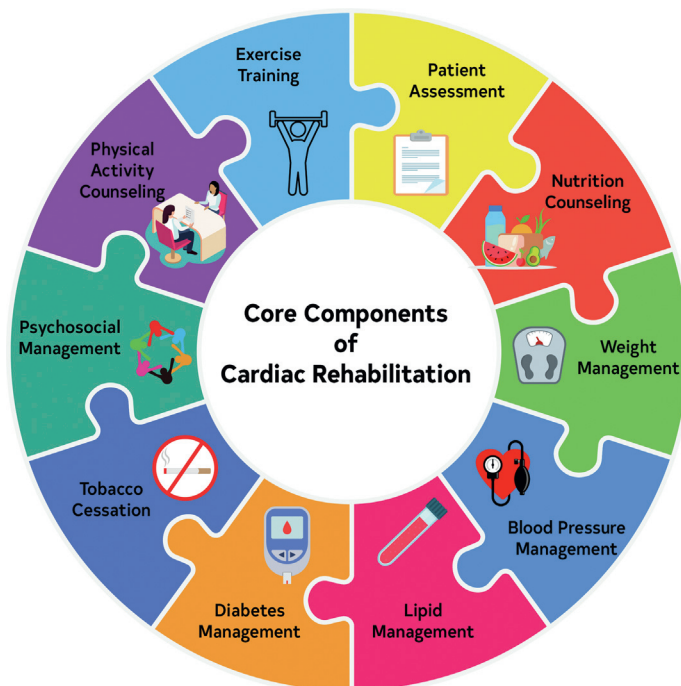 Core Components
of
Cardiac Rehabilitation
Patient
Assessment
Nutrition
Counseling
Weight
Management
Blood Pressure
Management
Lipid
Management
Diabetes
Management
Tobacco
Cessation
Psychosocial
Management
Physical
Activity
Counseling
Exercise
Training